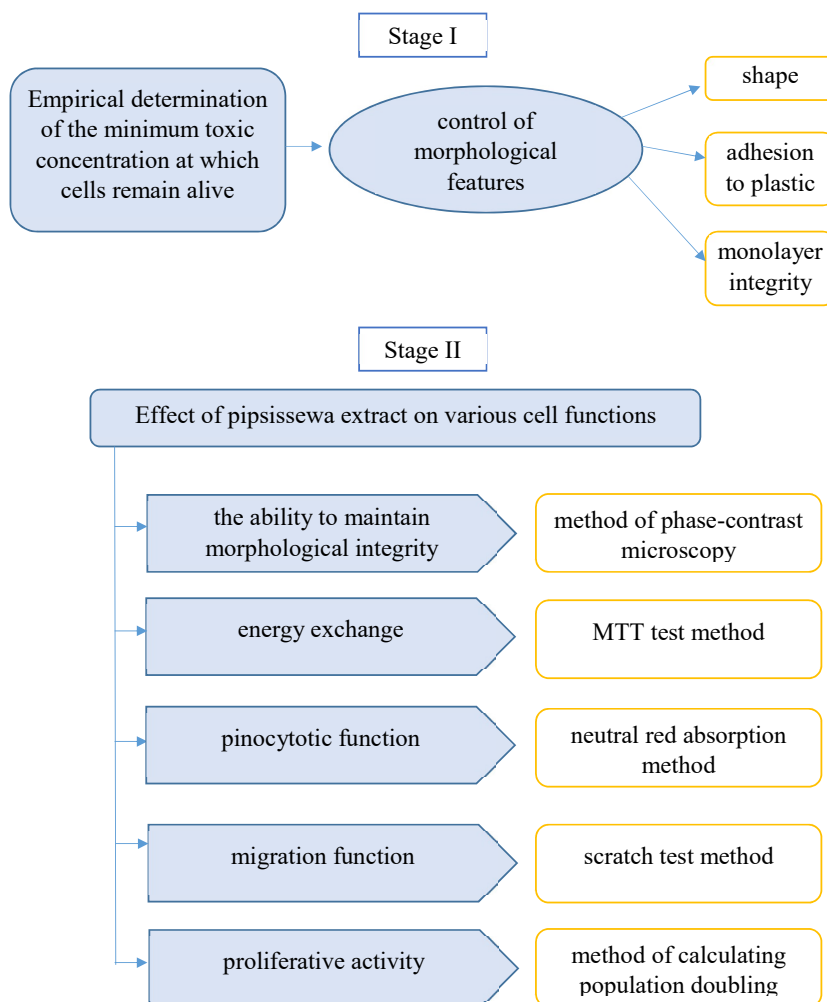 Stage I
Empirical determination
of the minimum toxic
concentration at which
cells remain alive
control of
morphological
features
shape
adhesion
to plastic
monolayer
integrity
Stage II
Effect of pipsissewa extract on various cell functions
the ability to maintain
morphological integrity
method of phase-contrast
microscopy
energy exchange
MTT test method
pinocytotic function
neutral red absorption
method
migration function
scratch test method
proliferative activity
method of calculating
population doubling